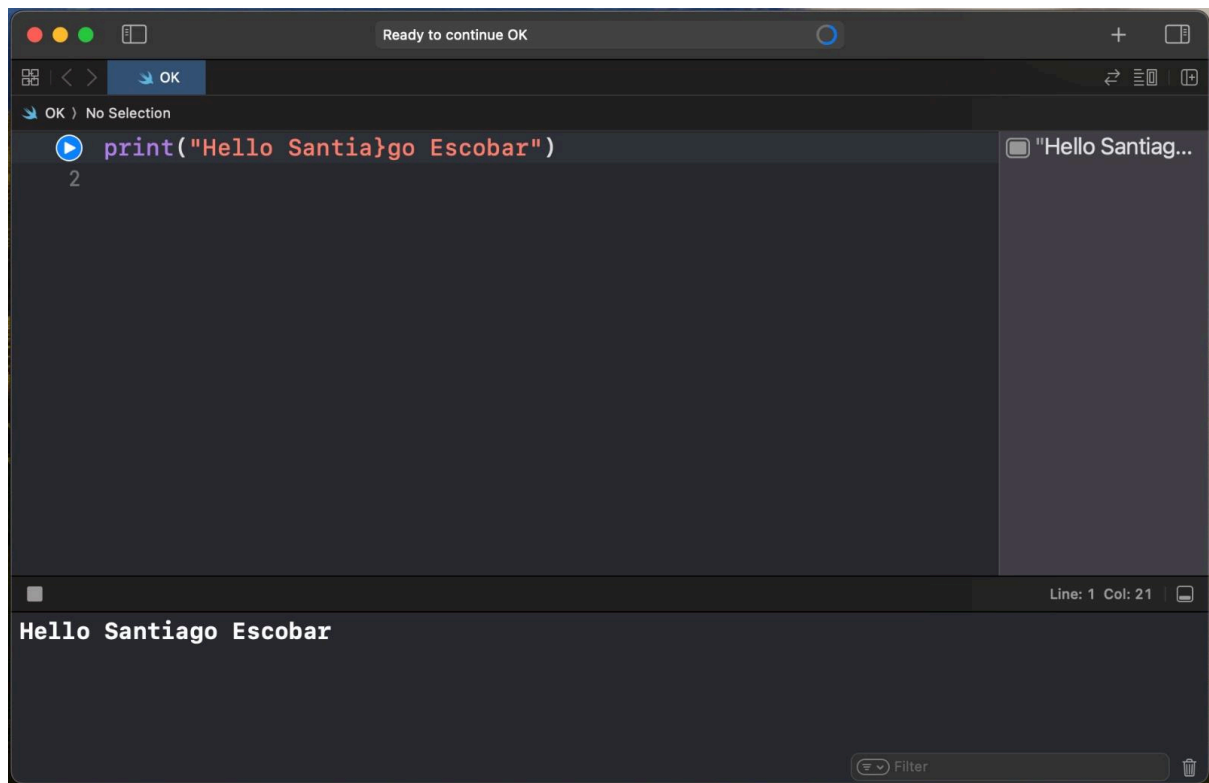 Ready to continue OK
OK
OK 〉 No Selection
print("Hello Santia}go Escobar")
"Hello Santiag...
2
Line: 1 Col: 21
Hello Santiago Escobar
Filter